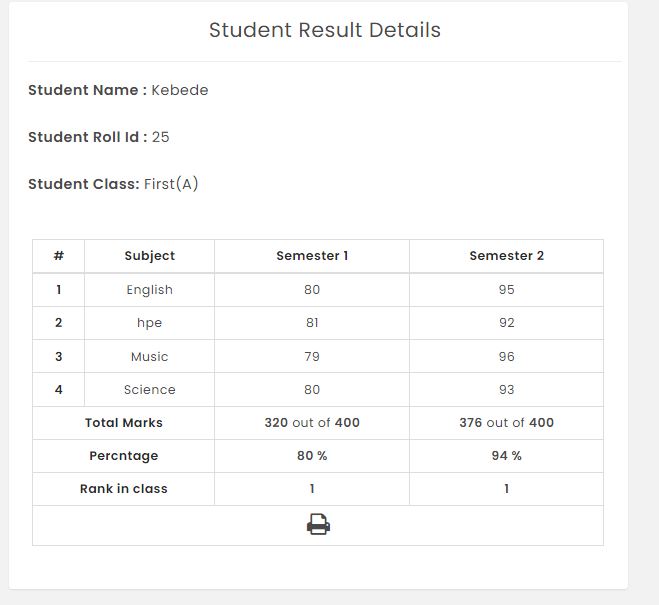 Student Result Details
Student Name : Kebede
Student Roll Id : 25
Student Class: First(A)
# Subject Semester 1 Semester 2
1 English 80 95
2 hpe 81 92
3 Music 79 96
4 Science 80 93
Total Marks 320 out of 400 376 out of 400
Percntage 80 % 94 %
Rank in class 1 1